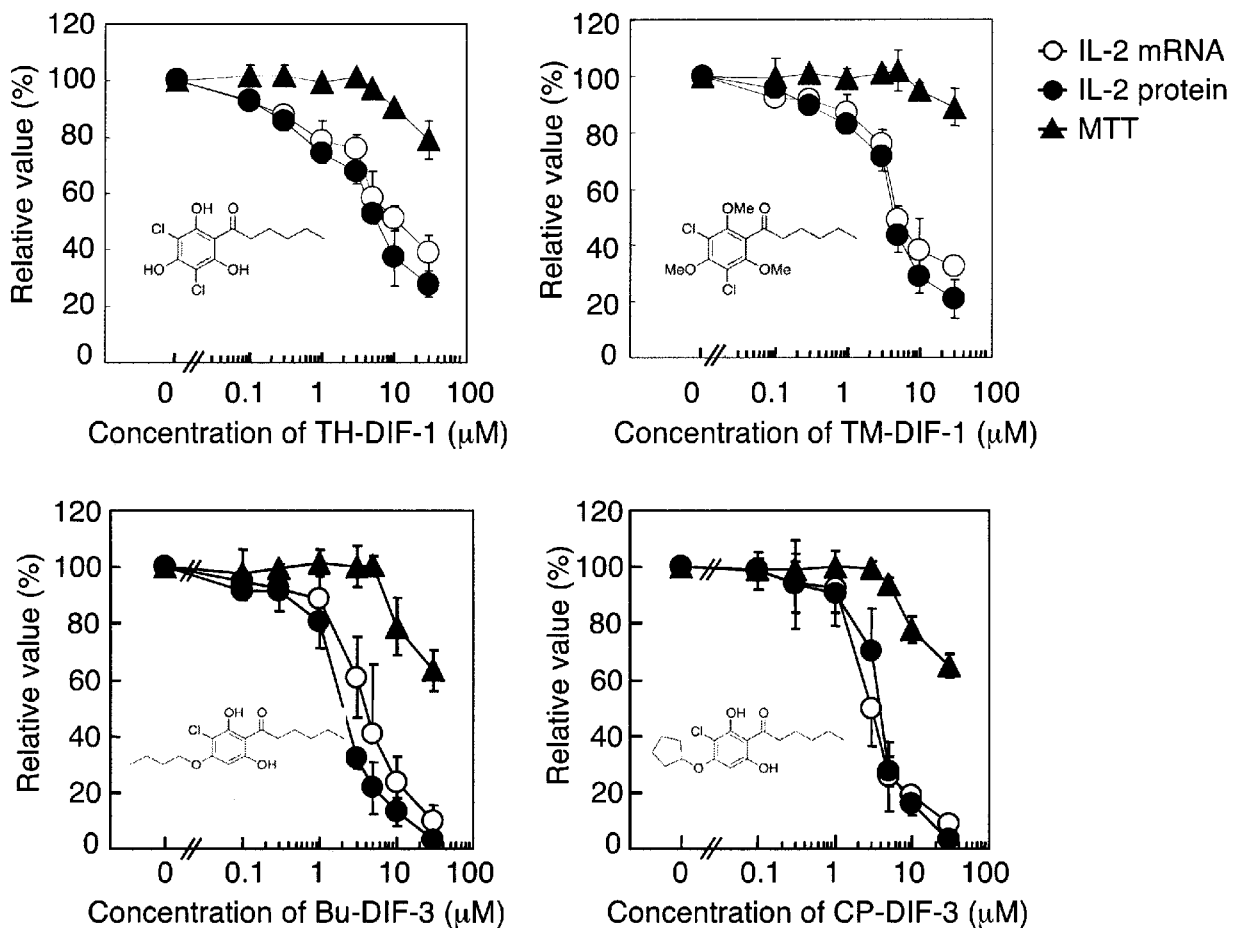 120
100
80
60
40
20
0
Relative value (%)
OH
O
Cl
HO
OH
Cl
0
0.1
1
10
100
Concentration of TH-DIF-1 (μM)
120
100
80
60
40
20
0
Relative value (%)
OMe
O
Cl
MeO
OMe
Cl
0
0.1
1
10
100
Concentration of TM-DIF-1 (μM)
IL-2 mRNA
IL-2 protein
MTT
120
100
80
60
40
20
0
Relative value (%)
OH
O
Cl
O
OH
0
0.1
1
10
100
Concentration of Bu-DIF-3 (μM)
120
100
80
60
40
20
0
Relative value (%)
OH
O
Cl
O
OH
0
0.1
1
10
100
Concentration of CP-DIF-3 (μM)